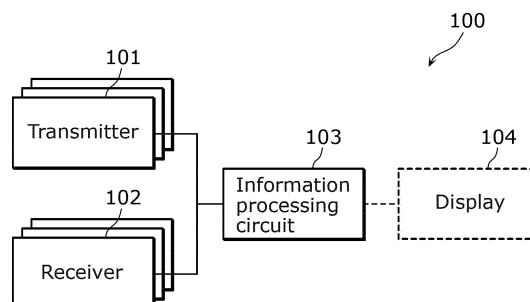 100
101
Transmitter
103
104
Information
processing
circuit
Display
102
Receiver